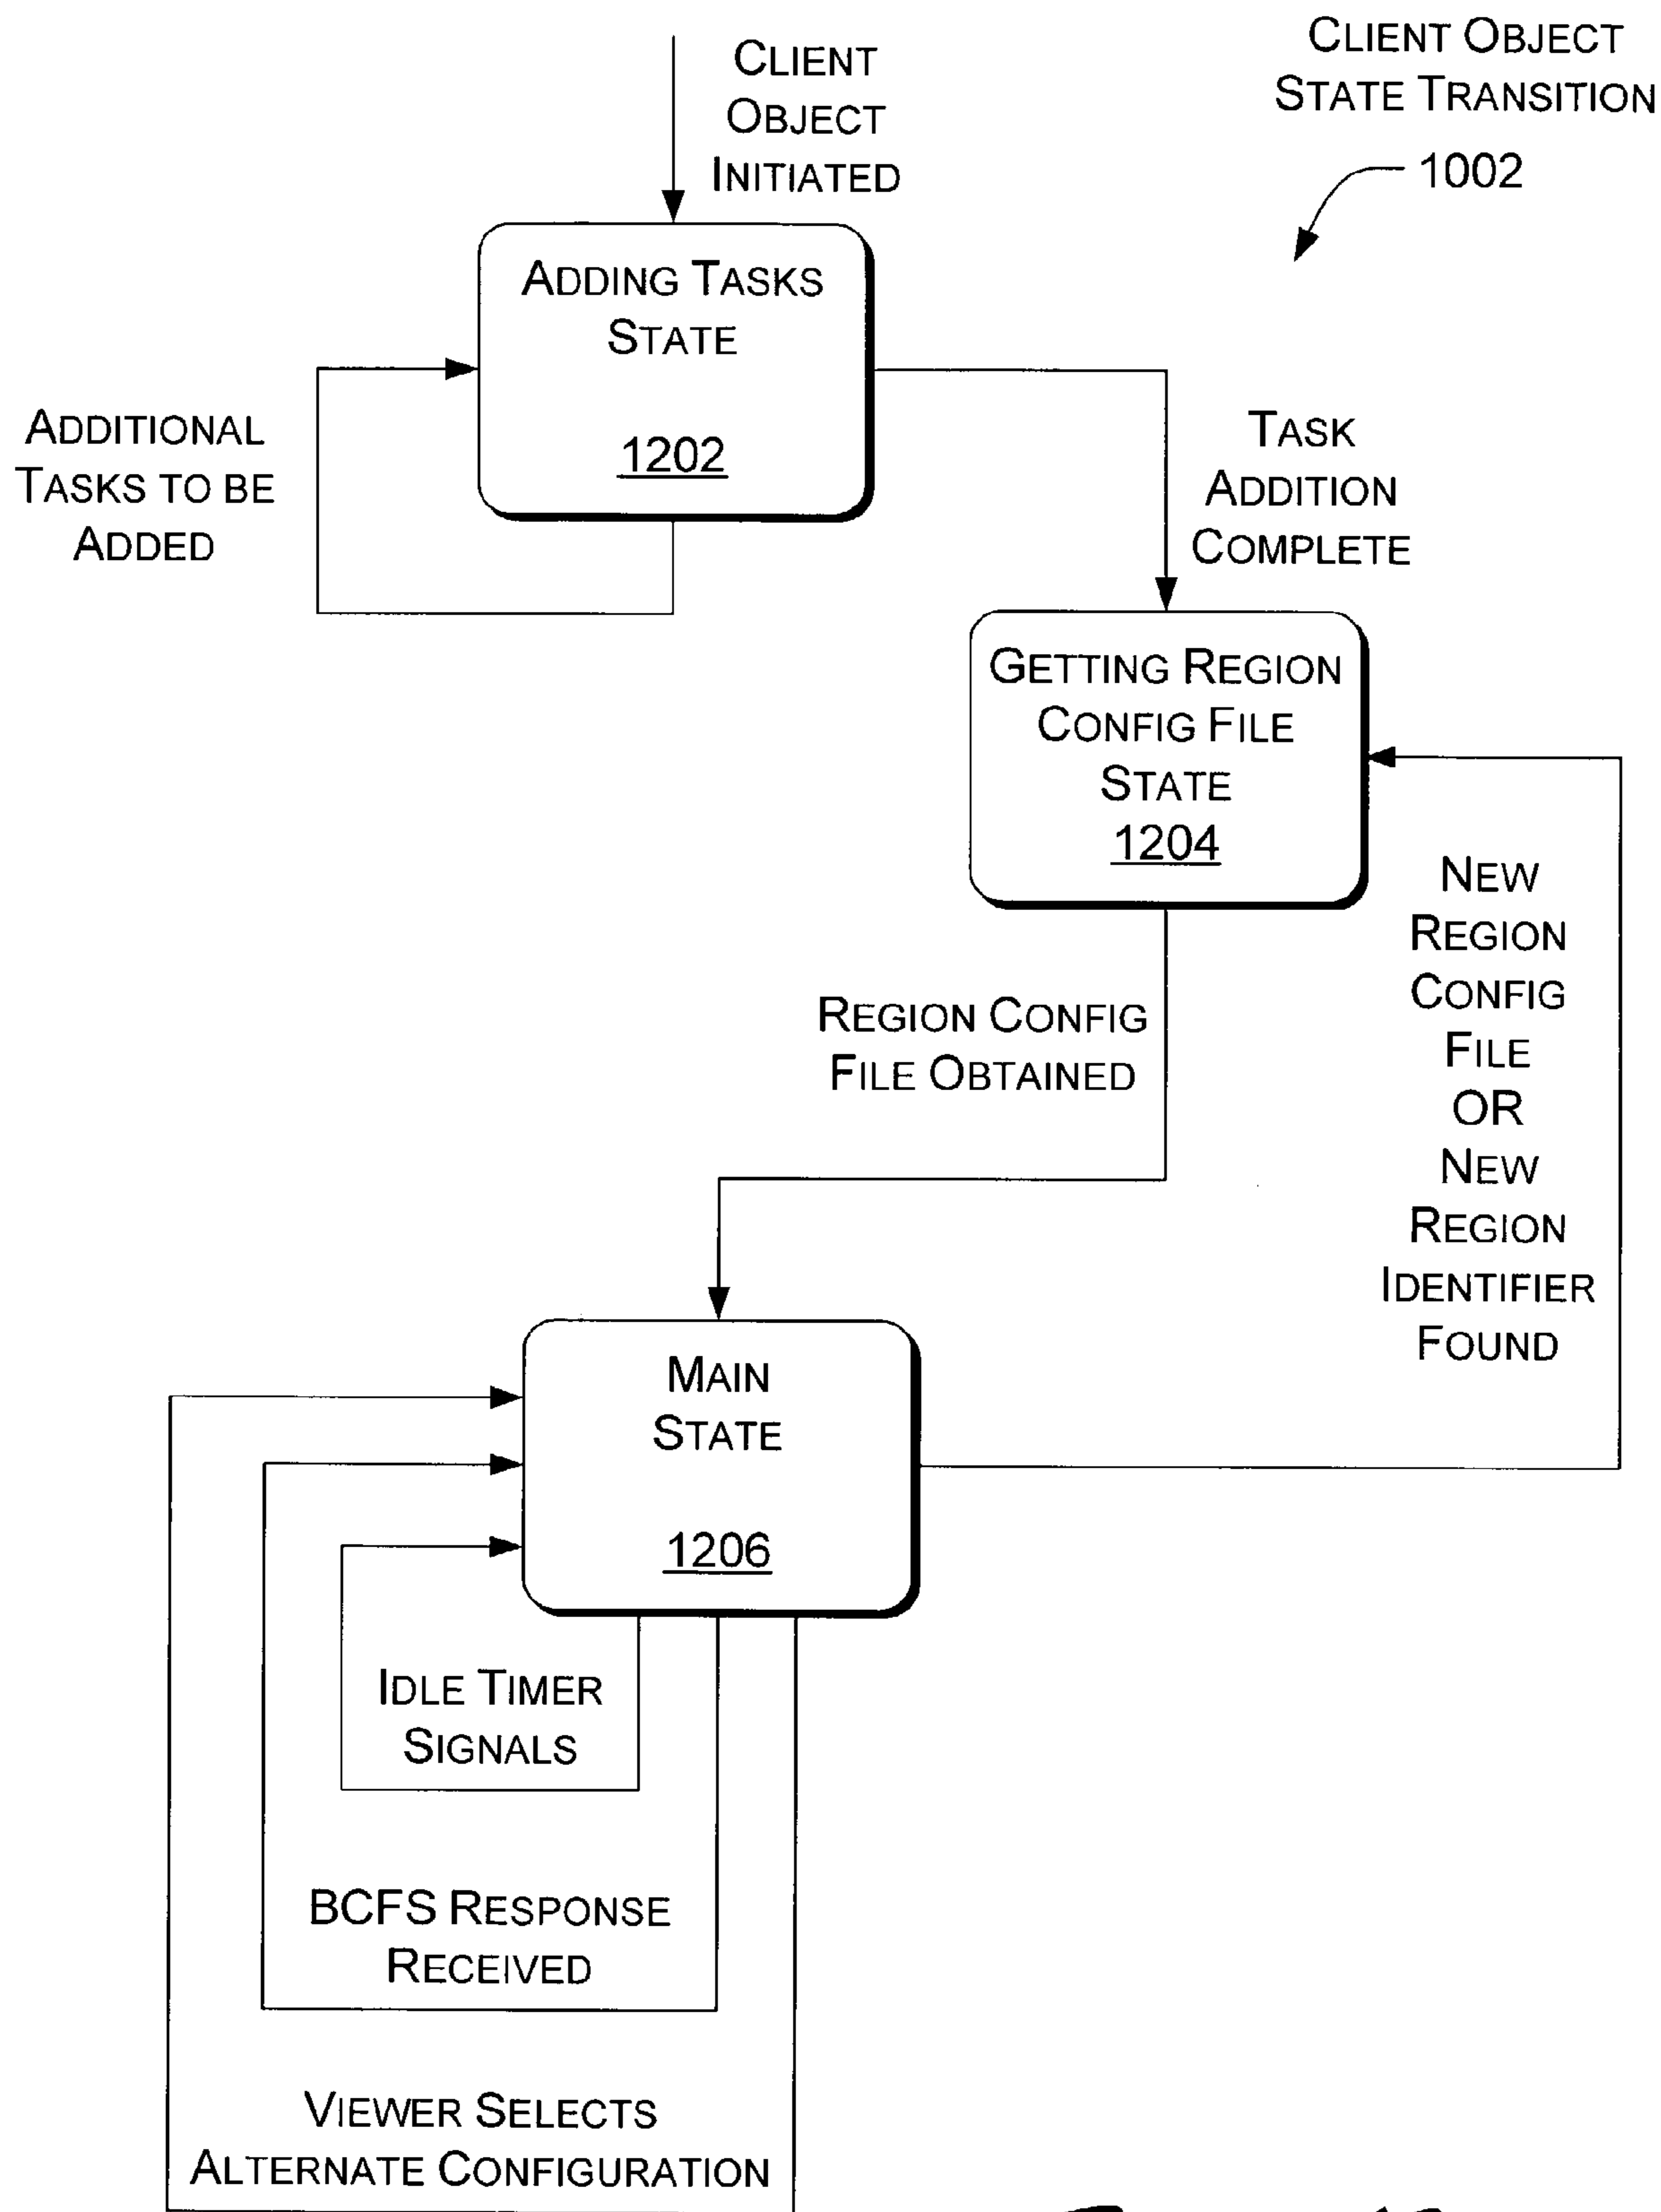 CLIENT OBJECT
STATE TRANSITION
1002
CLIENT
OBJECT
INITIATED
ADDING TASKS
STATE
1202
ADDITIONAL
TASKS TO BE
ADDED
TASK
ADDITION
COMPLETE
GETTING REGION
CONFIG FILE
STATE
1204
NEW
REGION
CONFIG
FILE
OR
NEW
REGION
IDENTIFIER
FOUND
REGION CONFIG
FILE OBTAINED
MAIN
STATE
1206
IDLE TIMER
SIGNALS
BCFS RESPONSE
RECEIVED
VIEWER SELECTS
ALTERNATE CONFIGURATION